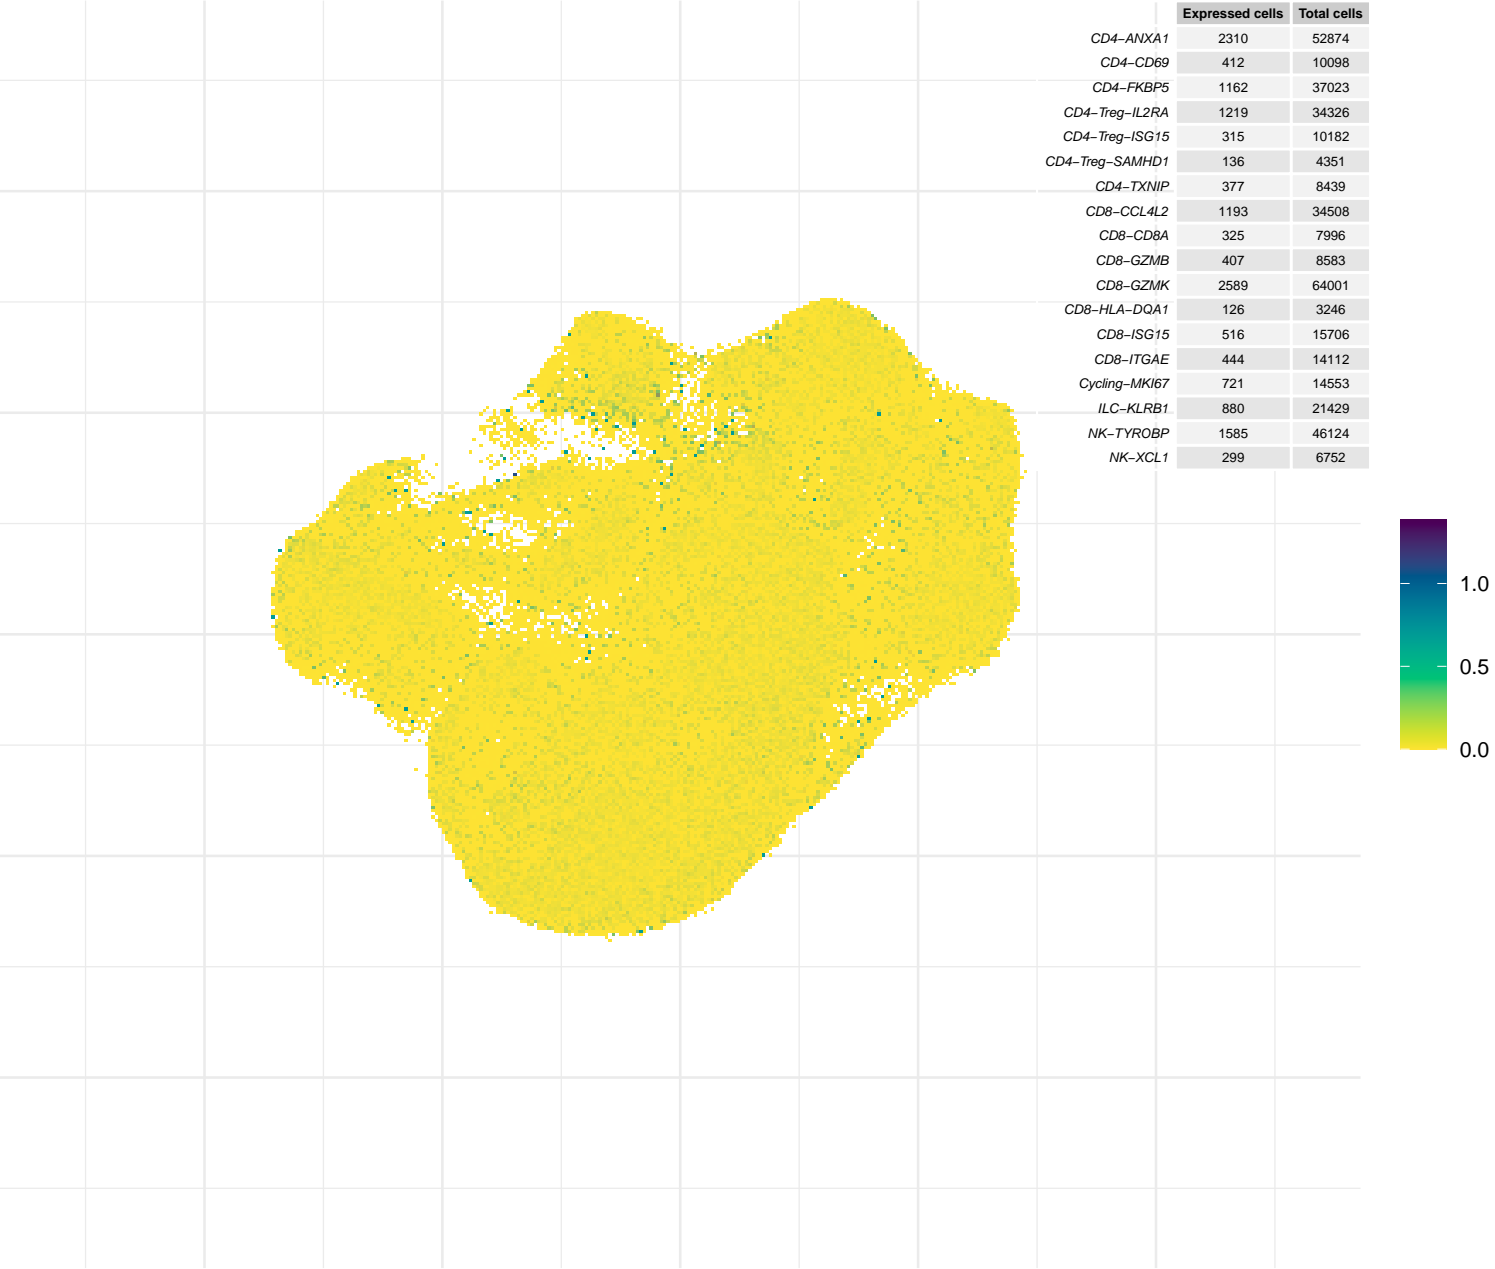 Expressed cells Total cells
CD4−ANXA1 2310 52874
CD4−CD69 412 10098
CD4−FKBP5 1162 37023
CD4−Treg−IL2RA 1219 34326
CD4−Treg−ISG15 315 10182
CD4−Treg−SAMHD1 136 4351
CD4−TXNIP 377 8439
CD8−CCL4L2 1193 34508
CD8−CD8A 325 7996
CD8−GZMB 407 8583
CD8−GZMK 2589 64001
CD8−HLA−DQA1 126 3246
CD8−ISG15 516 15706
CD8−ITGAE 444 14112
Cycling−MKI67 721 14553
ILC−KLRB1 880 21429
NK−TYROBP 1585 46124
NK−XCL1 299 6752
1.0
0.5
0.0